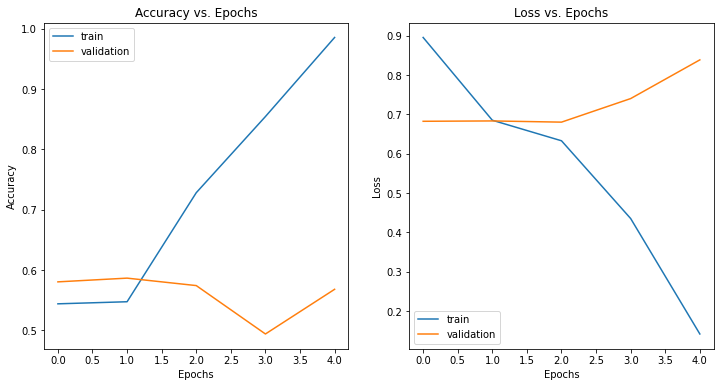 Accuracy vs. Epochs
1.0
0.9
0.8
0.7
0.6
0.5
Accuracy
train
validation
0.0 0.5 1.0 1.5 2.0 2.5 3.0 3.5 4.0
Epochs
Loss vs. Epochs
0.9
0.8
0.7
0.6
0.5
0.4
0.3
0.2
Loss
train
validation
0.0 0.5 1.0 1.5 2.0 2.5 3.0 3.5 4.0
Epochs